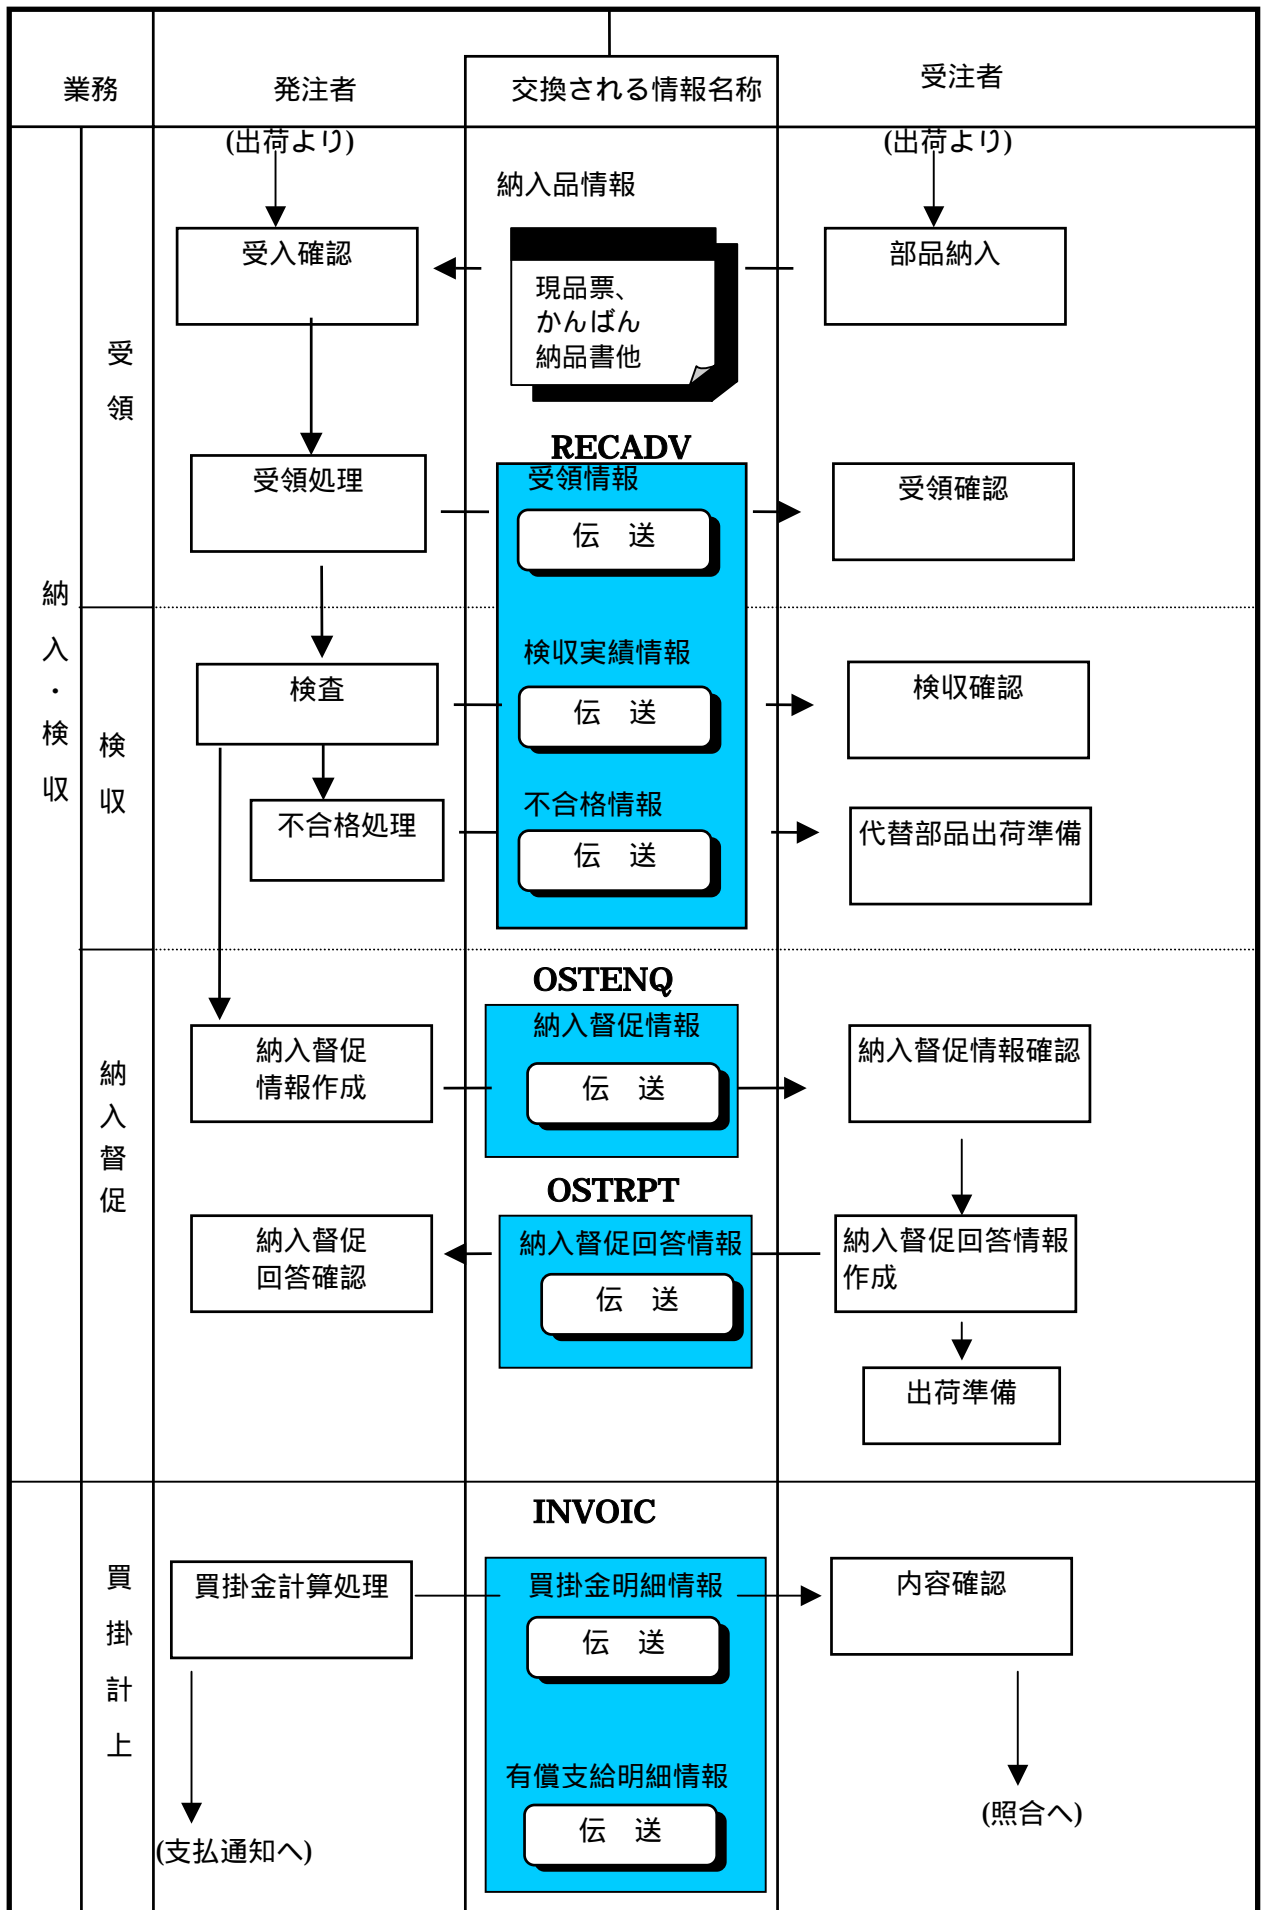 業務
発注者
交換される情報名称
受注者
(出荷より)
(出荷より)
納入品情報
受入確認
部品納入
現品票、
かんばん
納品書他
受領
RECADV
受領情報
受領処理
伝 送
受領確認
納入・検収
検収実績情報
検査
伝 送
検収確認
検収
不合格情報
不合格処理
伝 送
代替部品出荷準備
OSTENQ
納入督促情報
納入督促
情報作成
伝 送
納入督促情報確認
納入督促
OSTRPT
納入督促
回答確認
納入督促回答情報
伝 送
納入督促回答情報
作成
出荷準備
INVOIC
買掛計上
買掛金計算処理
買掛金明細情報
伝 送
内容確認
有償支給明細情報
伝 送
(照合へ)
(支払通知へ)